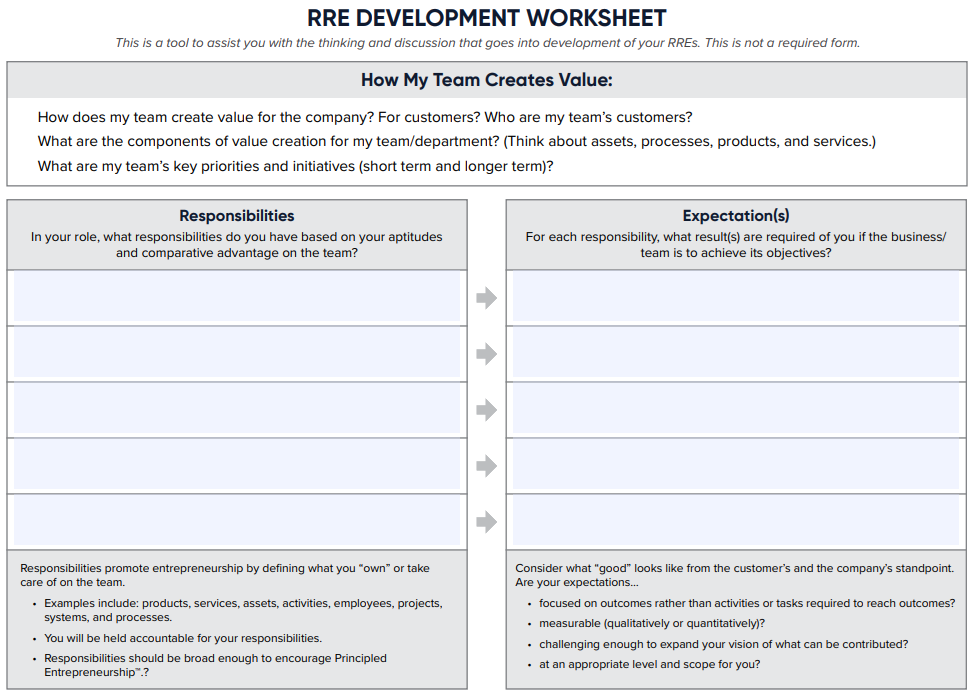 RRE DEVELOPMENT WORKSHEET
This is a tool to assist you with the thinking and discussion that goes into development of your RREs. This is not a required form.
How My Team Creates Value:
How does my team create value for the company? For customers? Who are my team's customers?
What are the components of value creation for my team/department? (Think about assets, processes, products, and services.)
What are my team's key priorities and initiatives (short term and longer term)?
Responsibilities
In your role, what responsibilities do you have based on your aptitudes
and comparative advantage on the team?
Expectation(s)
For each responsibility, what result(s) are required of you if the business/
team is to achieve its objectives?
Responsibilities promote entrepreneurship by defining what you “own” or take
care of on the team.
• Examples include: products, services, assets, activities, employees, projects,
systems, and processes.
• You will be held accountable for your responsibilities.
• Responsibilities should be broad enough to encourage Principled
Entrepreneurship™.?
Consider what “good” looks like from the customer's and the company's standpoint.
Are your expectations...
• focused on outcomes rather than activities or tasks required to reach outcomes?
• measurable (qualitatively or quantitatively)?
• challenging enough to expand your vision of what can be contributed?
• at an appropriate level and scope for you?